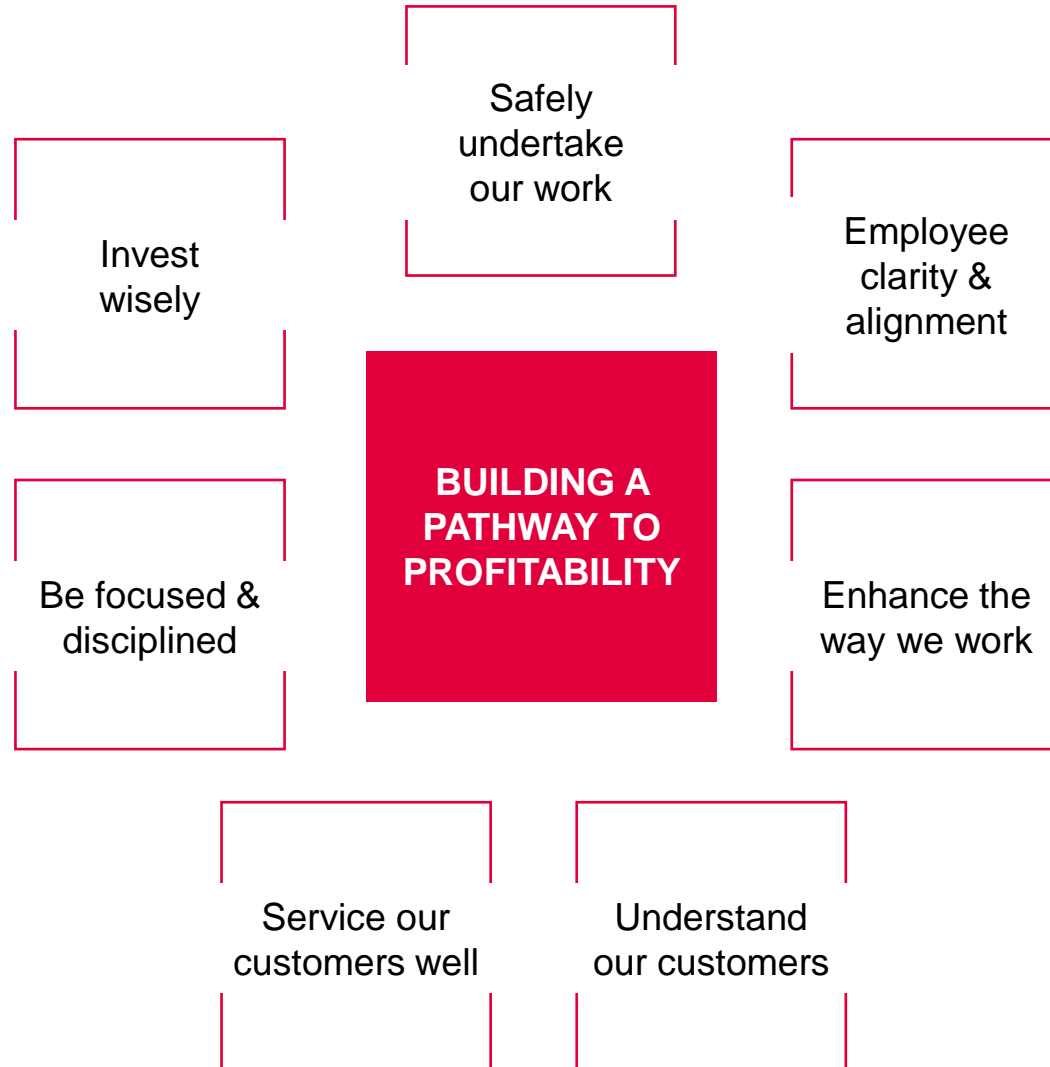 Safely
undertake
our work
Employee
clarity &
alignment
Enhance the
way we work
Understand
our customers
Service our
customers well
Be focused &
disciplined
Invest
wisely
BUILDING A
PATHWAY TO
PROFITABILITY